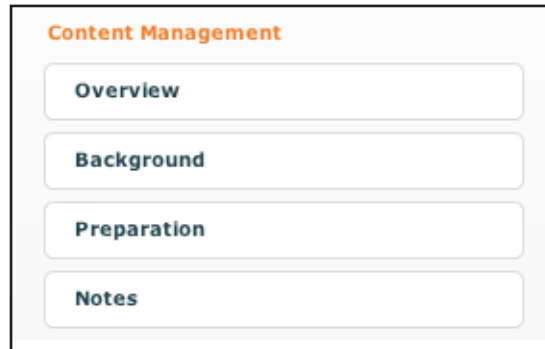 Content Management
Overview
Background
Preparation
Notes